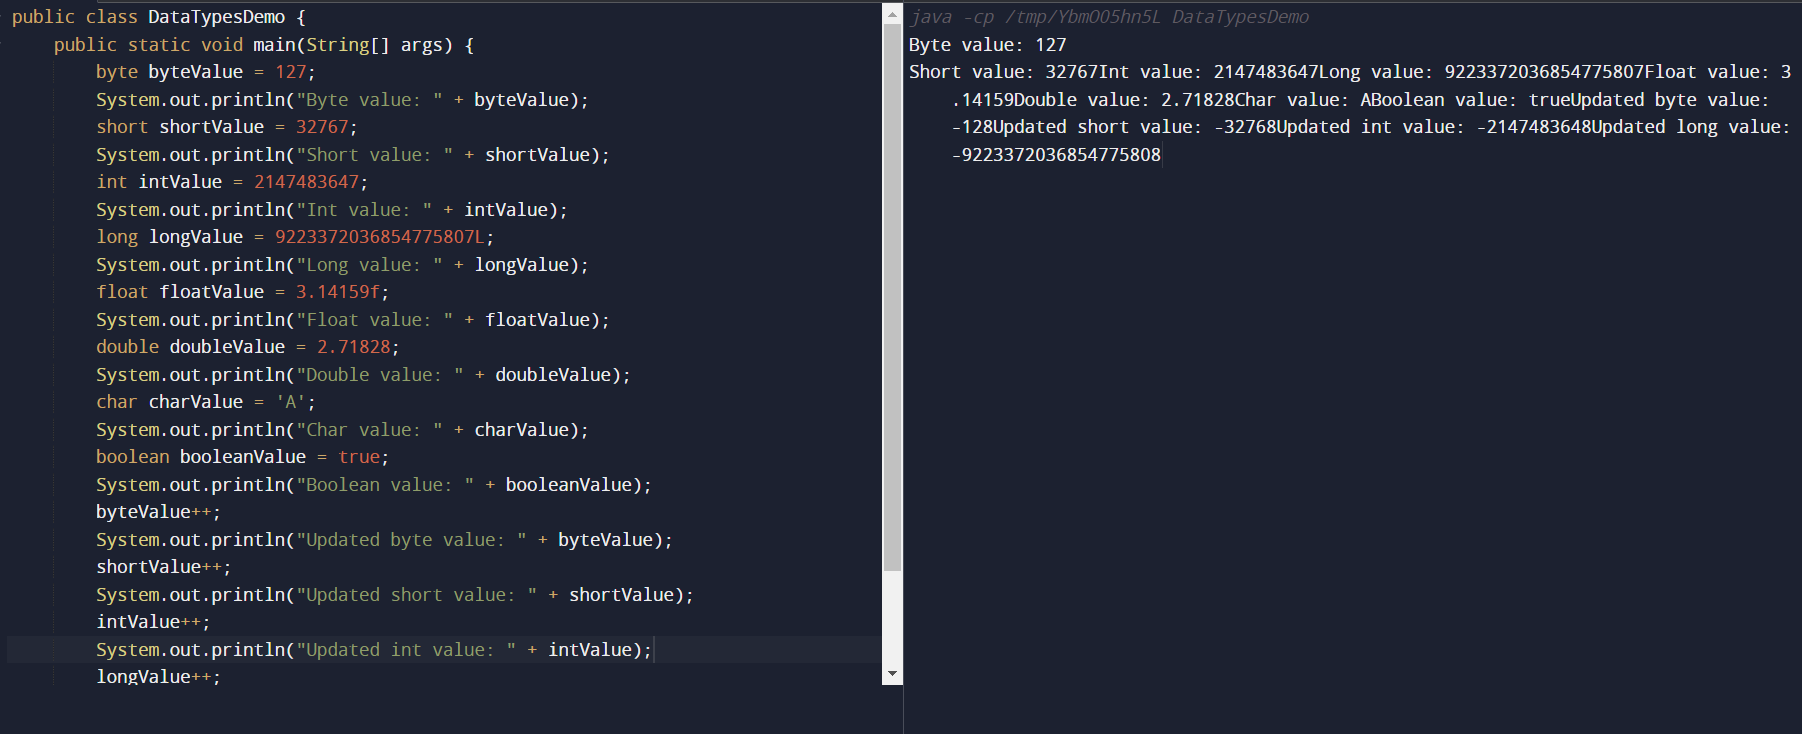 public class DataTypesDemo {
    public static void main(String[] args) {
        byte byteValue = 127;
        System.out.println("Byte value: " + byteValue);
        short shortValue = 32767;
        System.out.println("Short value: " + shortValue);
        int intValue = 2147483647;
        System.out.println("Int value: " + intValue);
        long longValue = 9223372036854775807L;
        System.out.println("Long value: " + longValue);
        float floatValue = 3.14159f;
        System.out.println("Float value: " + floatValue);
        double doubleValue = 2.71828;
        System.out.println("Double value: " + doubleValue);
        char charValue = 'A';
        System.out.println("Char value: " + charValue);
        boolean booleanValue = true;
        System.out.println("Boolean value: " + booleanValue);
        byteValue++;
        System.out.println("Updated byte value: " + byteValue);
        shortValue++;
        System.out.println("Updated short value: " + shortValue);
        intValue++;
        System.out.println("Updated int value: " + intValue);
        longValue++;
java -cp /tmp/YbmOO5hn5L DataTypesDemo
Byte value: 127
Short value: 32767Int value: 2147483647Long value: 9223372036854775807Float value: 3
    .14159Double value: 2.71828Char value: ABoolean value: trueUpdated byte value:
    -128Updated short value: -32768Updated int value: -2147483648Updated long value:
    -9223372036854775808